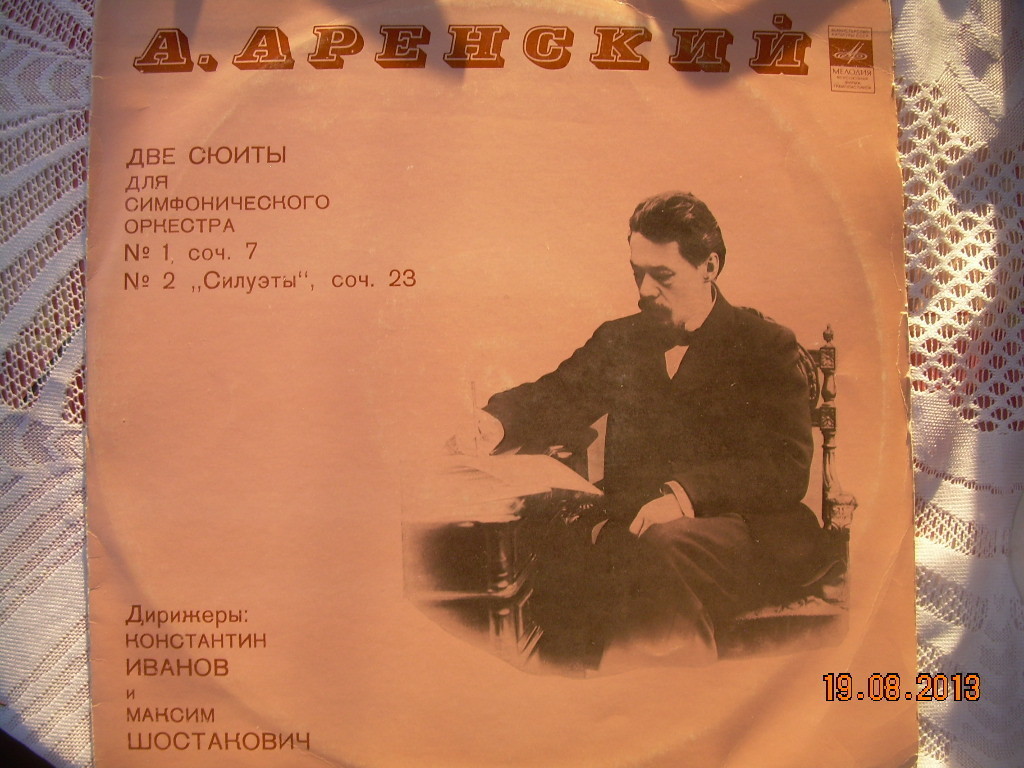 А. АРЕНСКИЙ
МЕЛОДИЯ
ДВЕ СЮИТЫ
ДЛЯ
СИМФОНИЧЕСКОГО
ОРКЕСТРА
№ 1, соч. 7
№ 2 „Силуэты“, соч. 23
Дирижеры:
КОНСТАНТИН
ИВАНОВ
и
МАКСИМ
ШОСТАКОВИЧ
19.08.2013